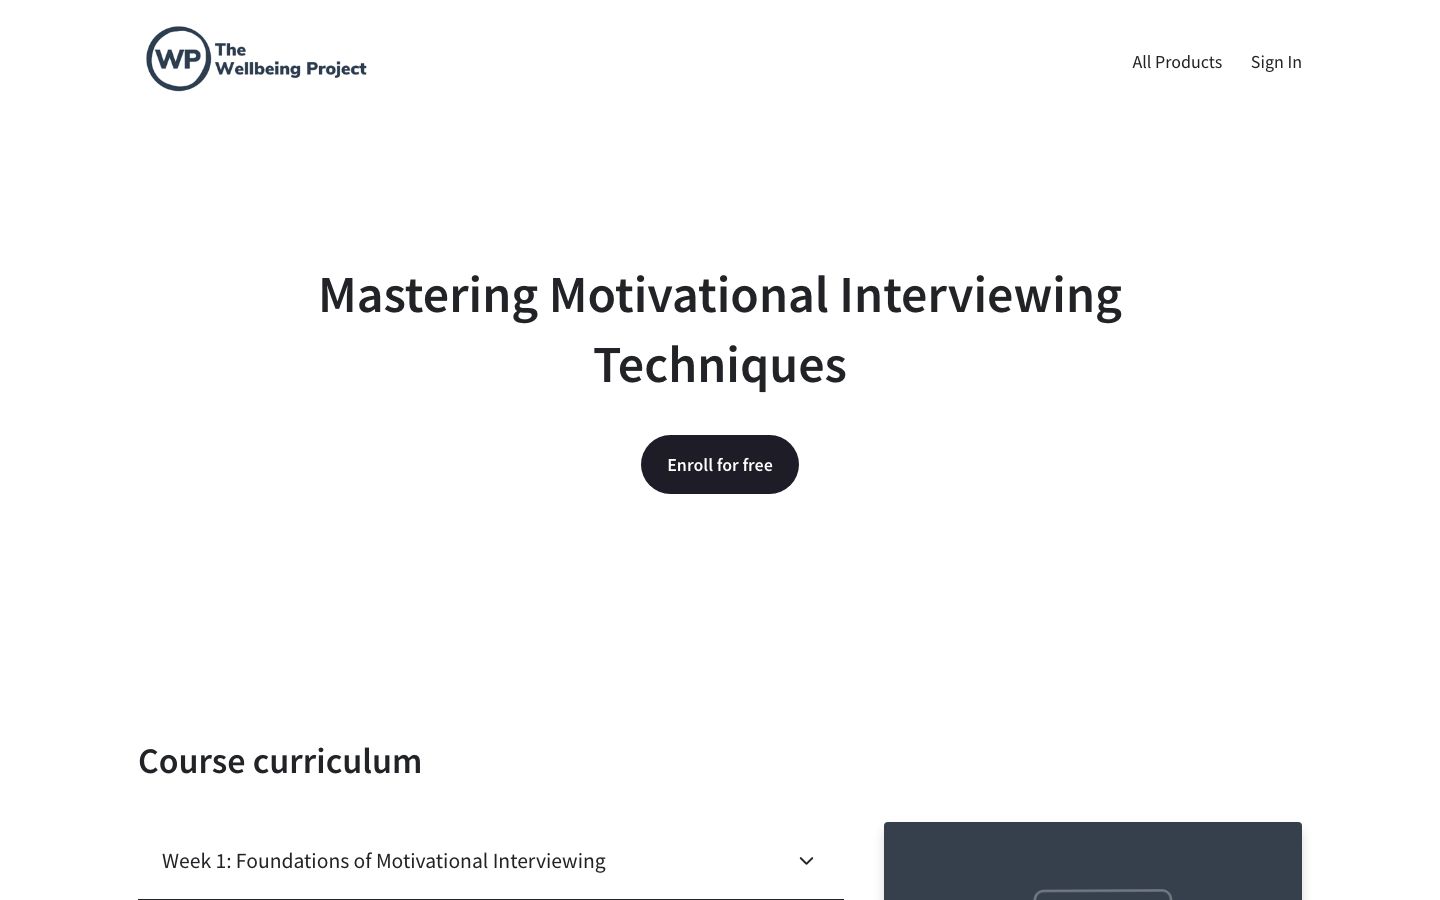 WP The
Wellbeing Project
All Products Sign In
Mastering Motivational Interviewing
Techniques
Enroll for free
Course curriculum
Week 1: Foundations of Motivational Interviewing